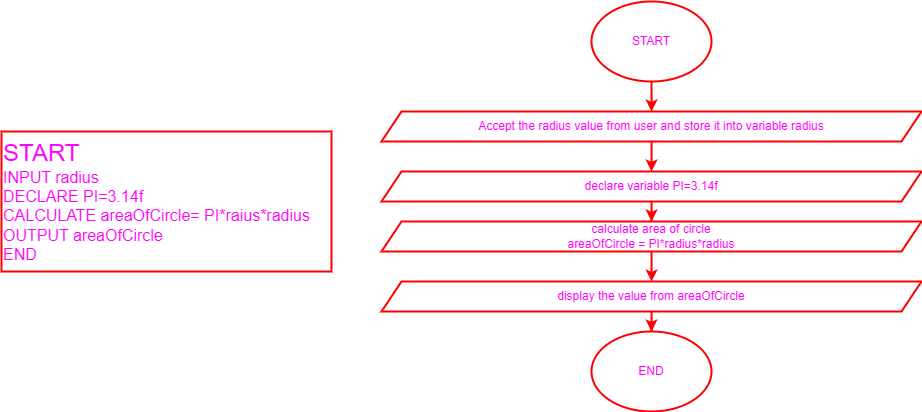 START
INPUT radius
DECLARE PI=3.14f
CALCULATE areaOfCircle= PI*raius*radius
OUTPUT areaOfCircle
END
START
Accept the radius value from user and store it into variable radius
declare variable PI=3.14f
calculate area of circle
areaOfCircle = PI*radius*radius
display the value from areaOfCircle
END